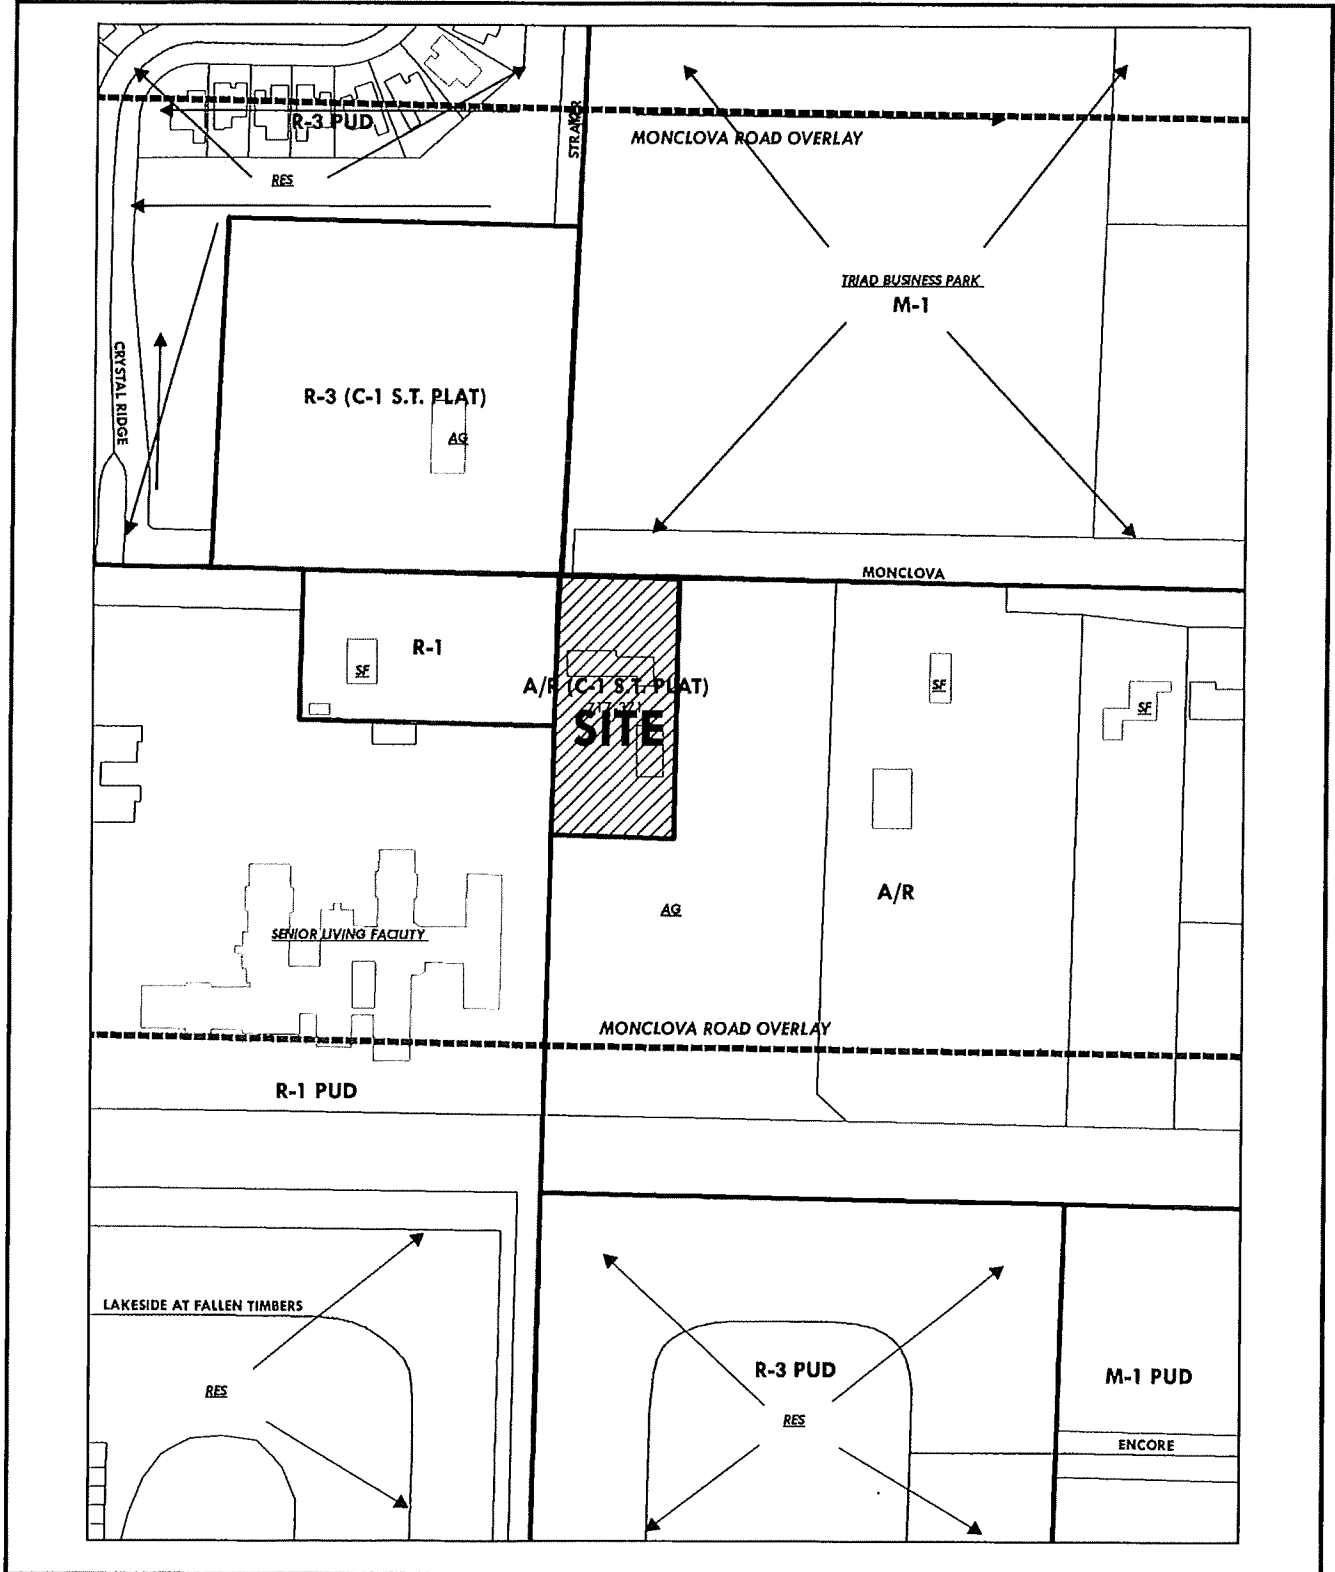 STRAKER
R-3 PUD
MONCLOVA ROAD OVERLAY
RES
TRIAD BUSINESS PARK
M-1
CRYSTAL RIDGE
R-3 (C-1 S.T. PLAT)
AG
MONCLOVA
R-1
SF
A/R (C-1 S.T. PLAT)
SITE
SF
SF
A/R
AG
SENIOR LIVING FACILITY
MONCLOVA ROAD OVERLAY
R-1 PUD
LAKESIDE AT FALLEN TIMBERS
R-3 PUD
M-1 PUD
RES
RES
ENCORE